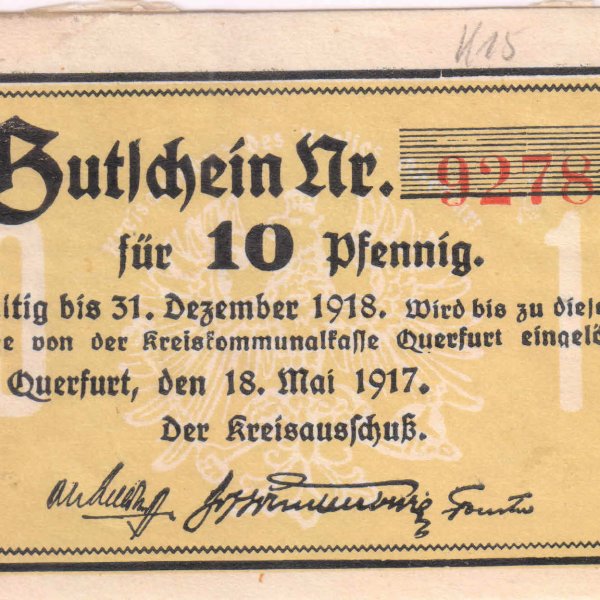 K15
Gutschein Nr. 9278
für 10 Pfennig.
ltig bis 31. Dezember 1918. Wird bis zu diese
e von der Kreiskommunalkasse Querfurt eingelö
Querfurt, den 18. Mai 1917.
Der Kreisausschuß.